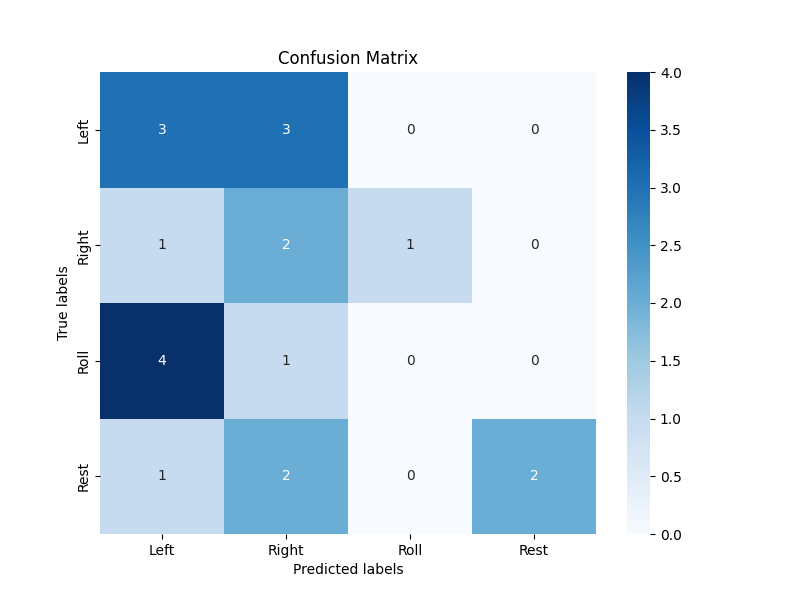 Confusion Matrix
True labels
Left
3 3 0 0
Right
1 2 1 0
Roll
4 1 0 0
Rest
1 2 0 2
Left Right Roll Rest
Predicted labels
4.0
3.5
3.0
2.5
2.0
1.5
1.0
0.5
0.0